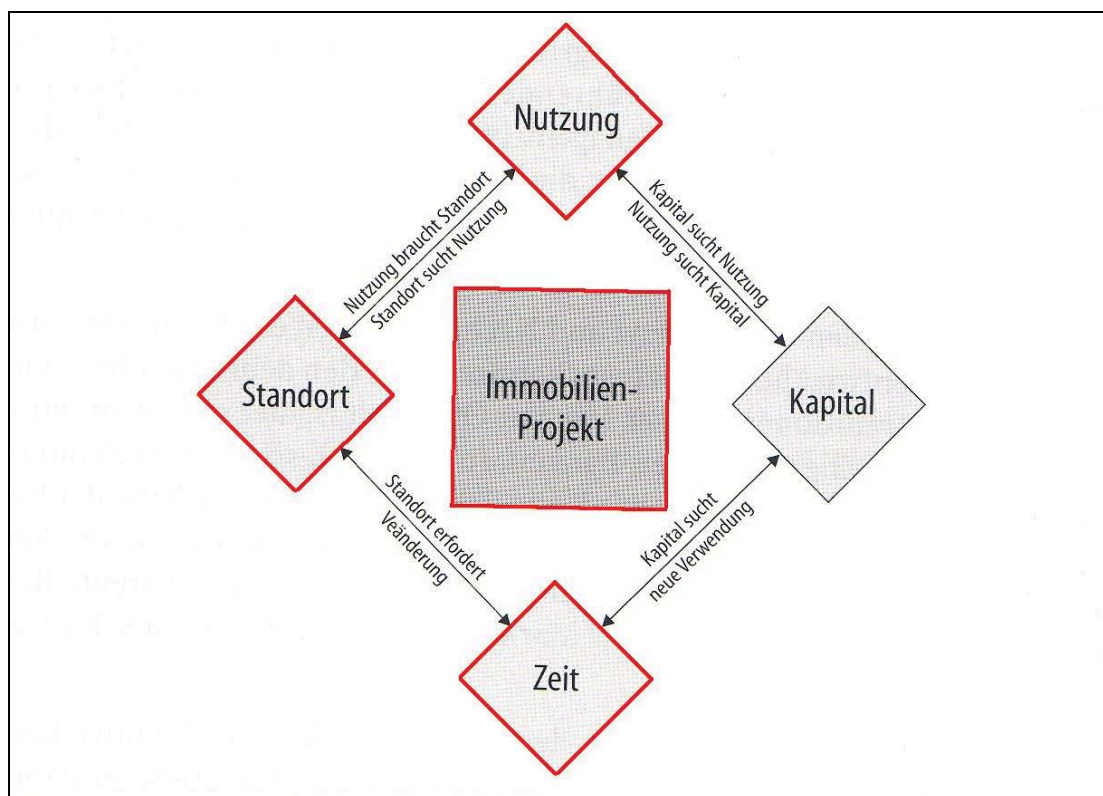 Nutzung
Nutzung braucht Standort
Standort sucht Nutzung
Kapital sucht Nutzung
Nutzung sucht Kapital
Standort
Immobilien-
Projekt
Kapital
Standort erfordert
Veänderung
Kapital sucht
neue Verwendung
Zeit